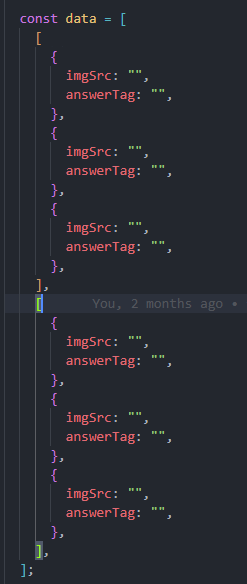 const data = [
  [
    {
      imgSrc: "",
      answerTag: "",
    },
    {
      imgSrc: "",
      answerTag: "",
    },
    {
      imgSrc: "",
      answerTag: "",
    },
  ],
  [ You, 2 months ago •
    {
      imgSrc: "",
      answerTag: "",
    },
    {
      imgSrc: "",
      answerTag: "",
    },
    {
      imgSrc: "",
      answerTag: "",
    },
  ],
];